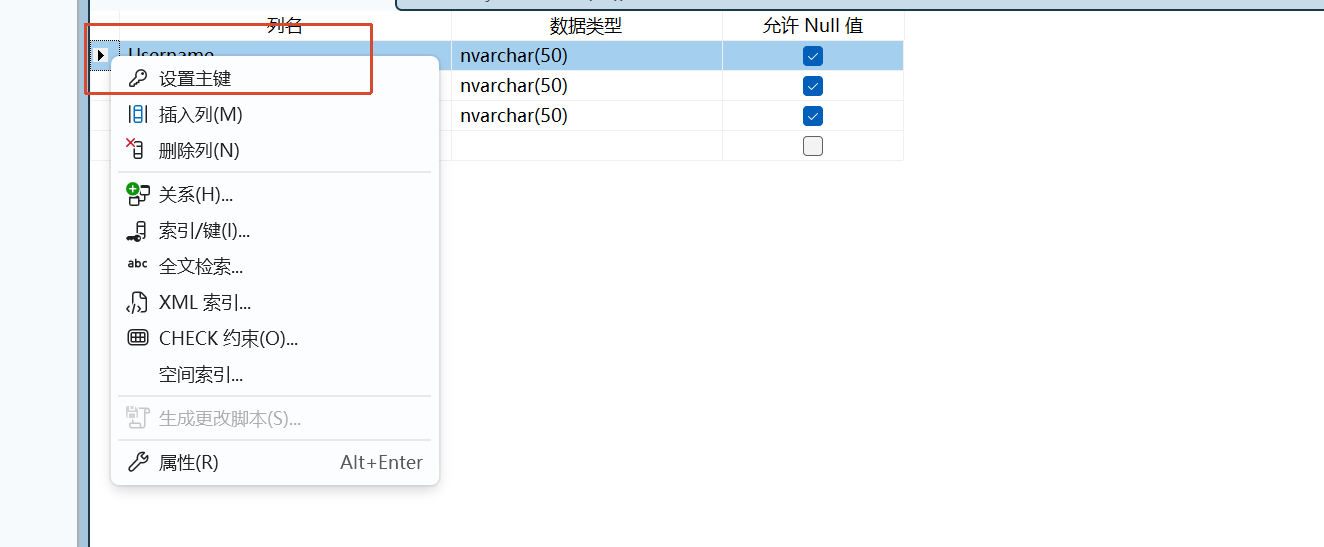 列名 数据类型 允许 Null 值
Username nvarchar(50)
设置主键 nvarchar(50)
插入列(M) nvarchar(50)
删除列(N)
关系(H)...
索引/键(I)...
abc 全文检索...
XML 索引...
CHECK 约束(O)...
空间索引...
生成更改脚本(S)...
属性(R) Alt+Enter